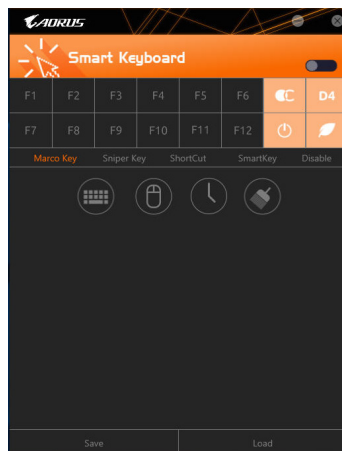 AORUS
Smart Keyboard
F1 F2 F3 F4 F5 F6 D4
F7 F8 F9 F10 F11 F12
Marco Key Sniper Key ShortCut SmartKey Disable
Save Load